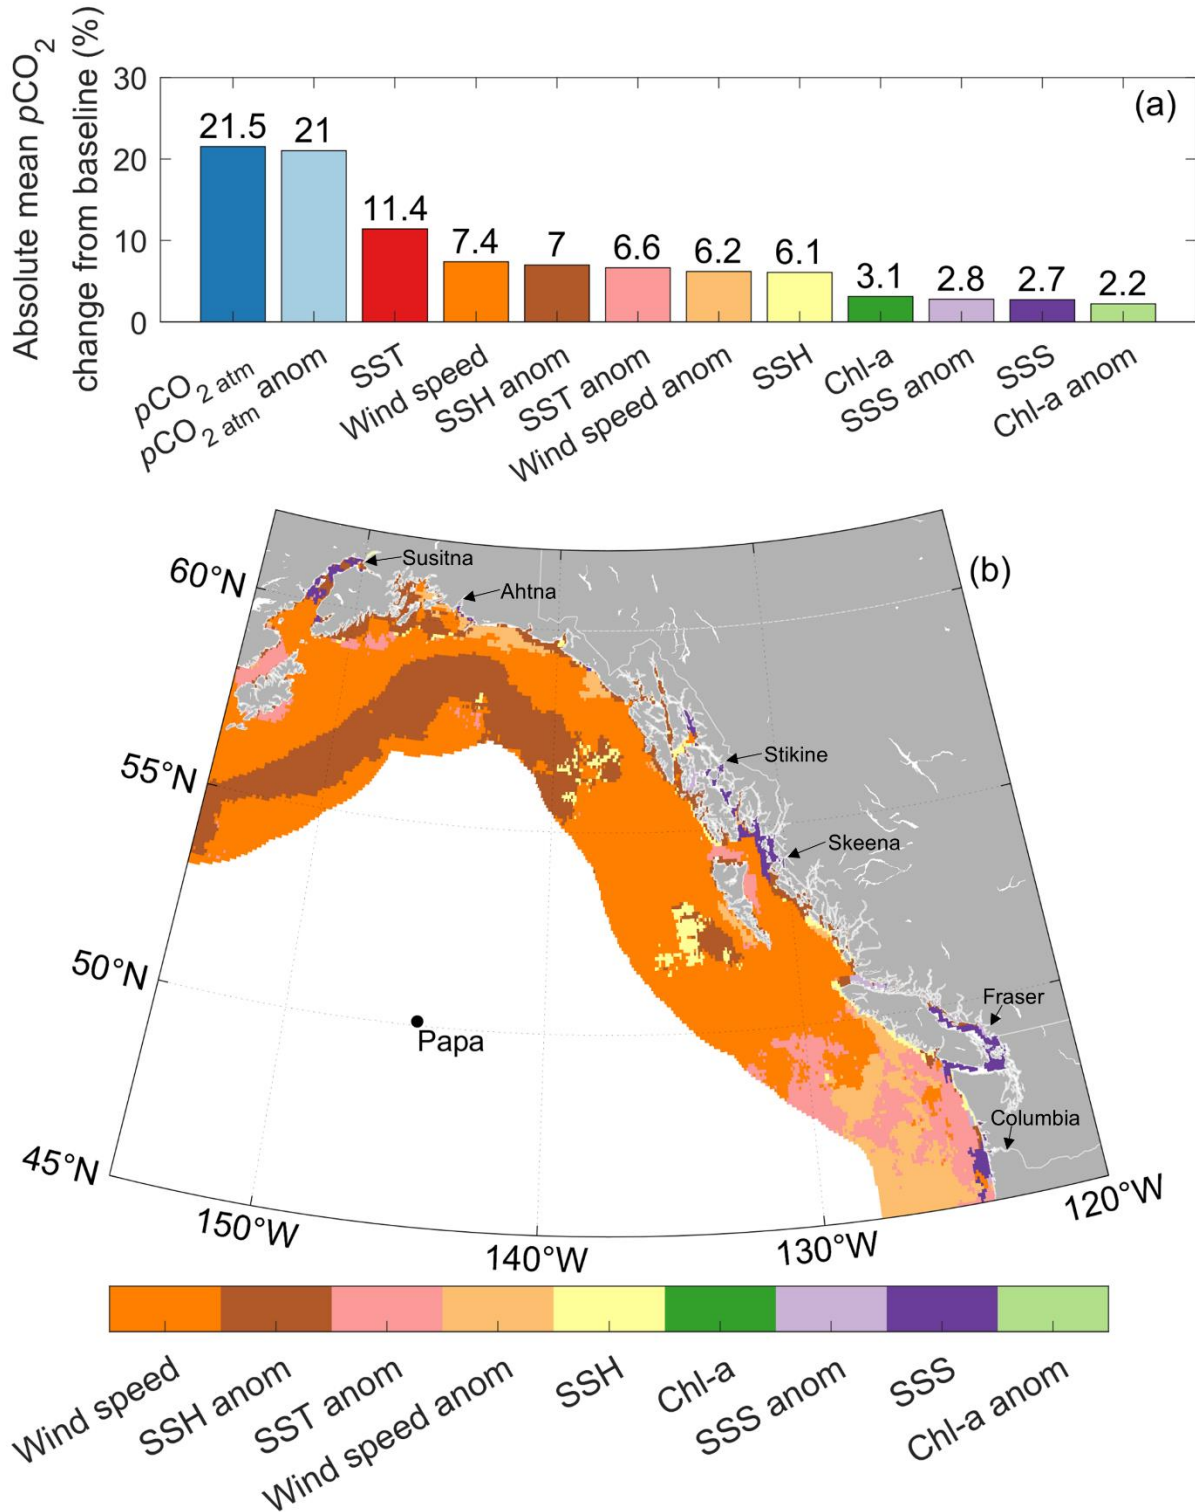 Absolute mean pCO2
change from baseline (%)
(a)
30
20
10
0
21.5
21
11.4
7.4
7
6.6
6.2
6.1
3.1
2.8
2.7
2.2
pCO2 atm
pCO2 atm anom
SST
Wind speed
SSH anom
SST anom
Wind speed anom
SSH
Chl-a
SSS anom
SSS
Chl-a anom
(b)
60°N
55°N
50°N
45°N
Susitna
Ahtna
Stikine
Skeena
Fraser
Columbia
Papa
150°W
140°W
130°W
120°W
Wind speed
SSH anom
SST anom
Wind speed anom
SSH
Chl-a
SSS anom
SSS
Chl-a anom